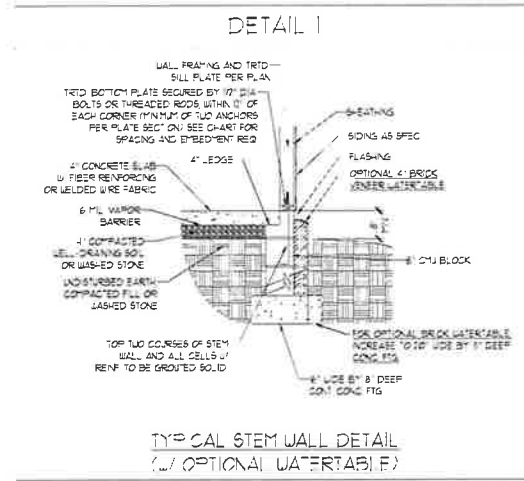 DETAIL 1
WALL FRAMING AND TRTD
SILL PLATE PER PLAN
TRTD BOTTOM PLATE SECURED BY 1/2" DIA
BOLTS OR THREADED RODS, WITHIN 12" OF
EACH CORNER (MINIMUM OF TWO ANCHORS
PER PLATE SECTION) SEE CHART FOR
SPACING AND EMBEDMENT REQ
4" LEDGE
4" CONCRETE SLAB
W/ FIBER REINFORCING
OR WELDED WIRE FABRIC
6 MIL VAPOR
BARRIER
4" COMPACTED
WELL-DRAINING SOIL
OR WASHED STONE
UNDISTURBED EARTH
COMPACTED FILL OR
WASHED STONE
TOP TWO COURSES OF STEM
WALL AND ALL CELLS W/
REINF TO BE GROUTED SOLID
SHEATHING
SIDING AS SPEC
FLASHING
OPTIONAL 4" BRICK
VENEER WATERTABLE
MIN
8" CMU BLOCK
FOR OPTIONAL BRICK WATERTABLE,
INCREASE TO 20" WIDE BY 8" DEEP
CONC FTG
WIDE BY 8" DEEP
CONT CONC FTG
TYPICAL STEM WALL DETAIL
(W/ OPTIONAL WATERTABLE)